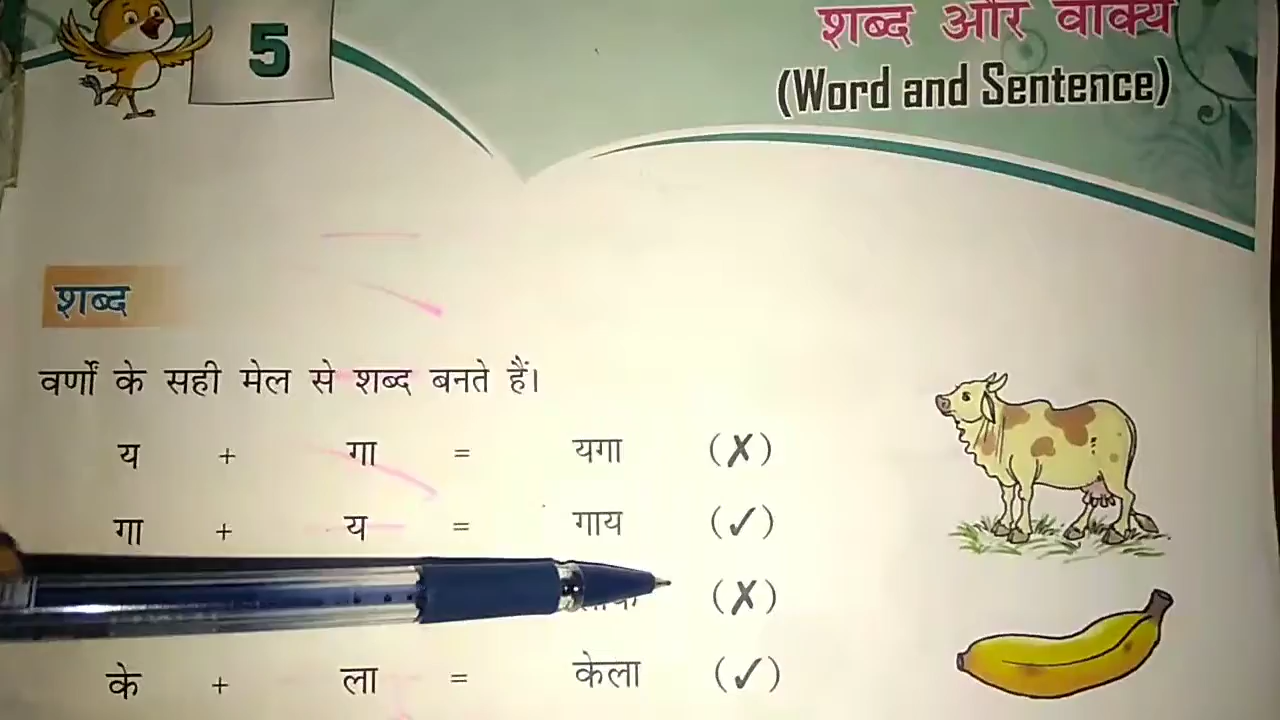 5
शब्द और वाक्य
(Word and Sentence)
शब्द
वर्णों के सही मेल से शब्द बनते हैं।
य + गा = यगा (✗)
गा + य = गाय (✓)
(✗)
के + ला = केला (✓)